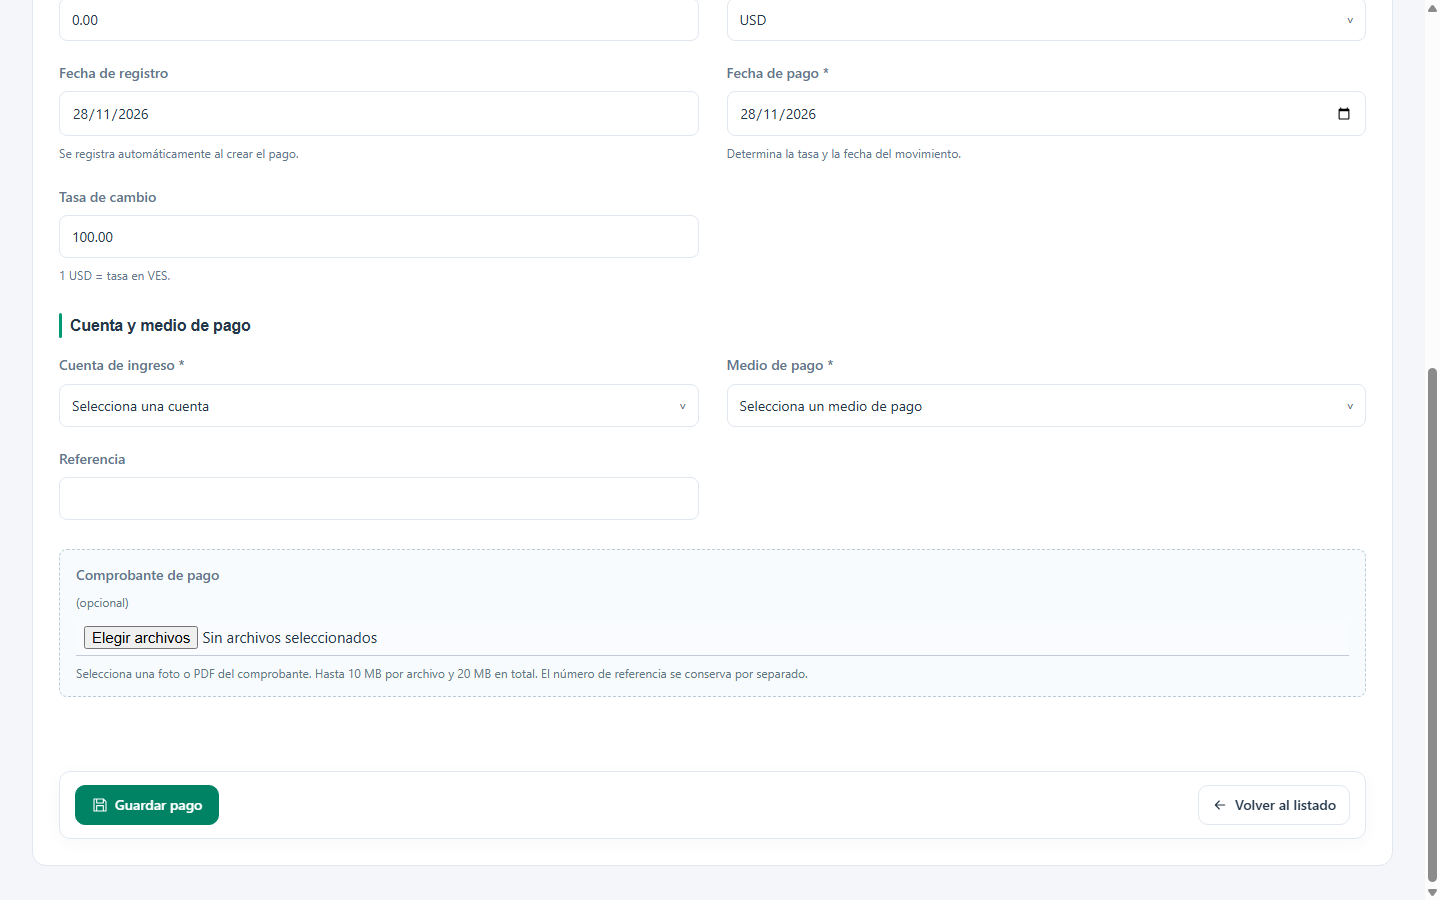 0.00
USD
Fecha de registro
Fecha de pago *
28/11/2026
28/11/2026
Se registra automáticamente al crear el pago.
Determina la tasa y la fecha del movimiento.
Tasa de cambio
100.00
1 USD = tasa en VES.
Cuenta y medio de pago
Cuenta de ingreso *
Medio de pago *
Selecciona una cuenta
Selecciona un medio de pago
Referencia
Comprobante de pago
(opcional)
Elegir archivos Sin archivos seleccionados
Selecciona una foto o PDF del comprobante. Hasta 10 MB por archivo y 20 MB en total. El número de referencia se conserva por separado.
Guardar pago
Volver al listado